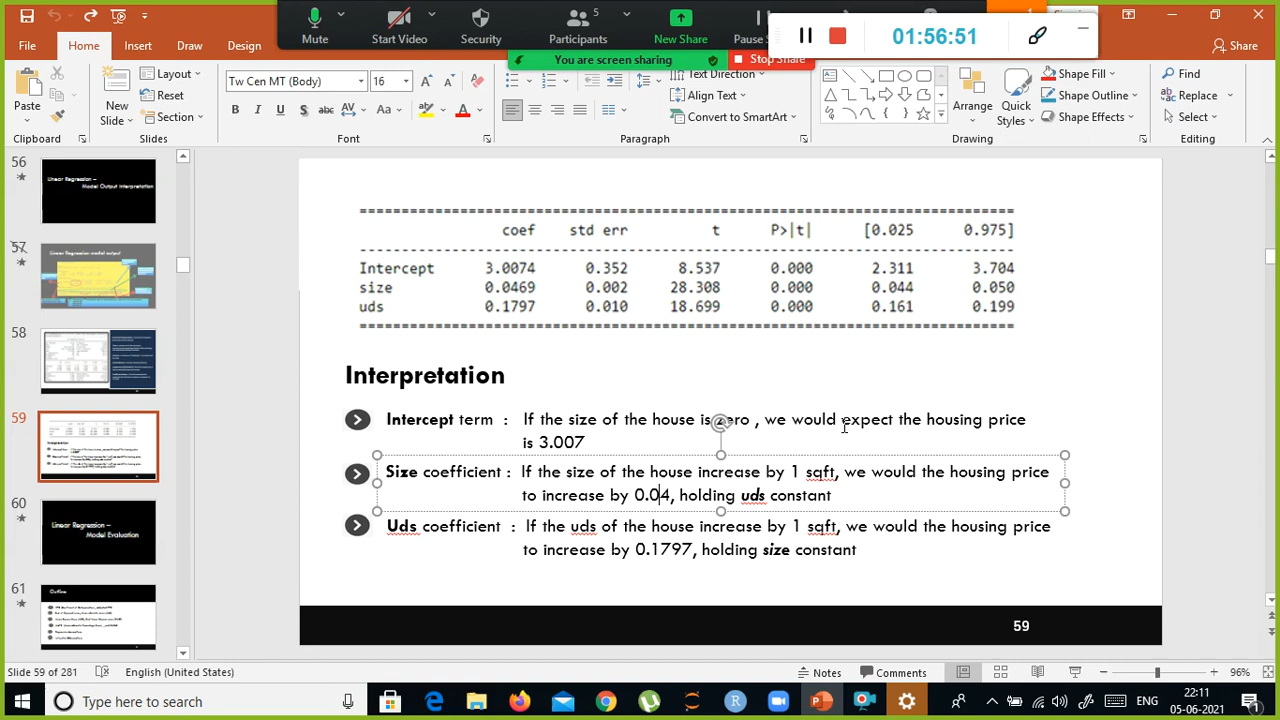 Mute
Start Video
Security
Participants
5
New Share
Pause S
01:56:51
You are screen sharing
Stop Share
File
Home
Insert
Draw
Design
Share
Paste
Clipboard
New
Slide
Layout
Reset
Section
Slides
Tw Cen MT (Body)
16
B I U S abc AV Aa
Font
Text Direction
Align Text
Convert to SmartArt
Paragraph
Arrange
Quick
Styles
Shape Fill
Shape Outline
Shape Effects
Drawing
Find
Replace
Select
Editing
56
Linear Regression –
Model Output Interpretation
57
Linear Regression model output
58
59
60
Linear Regression –
Model Evaluation
61
Outline
coef std err t P>|t| [0.025 0.975]
Intercept 3.0074 0.352 8.537 0.000 2.311 3.704
size 0.0469 0.002 28.308 0.000 0.044 0.050
uds 0.1797 0.010 18.699 0.000 0.161 0.199
Interpretation
Intercept term : If the size of the house is zero , we would expect the housing price
is 3.007
Size coefficient : If the size of the house increase by 1 sqft, we would the housing price
to increase by 0.04, holding uds constant
Uds coefficient : If the uds of the house increase by 1 sqft, we would the housing price
to increase by 0.1797, holding size constant
59
Slide 59 of 281
English (United States)
Notes
Comments
96%
Type here to search
ENG
22:11
05-06-2021
1